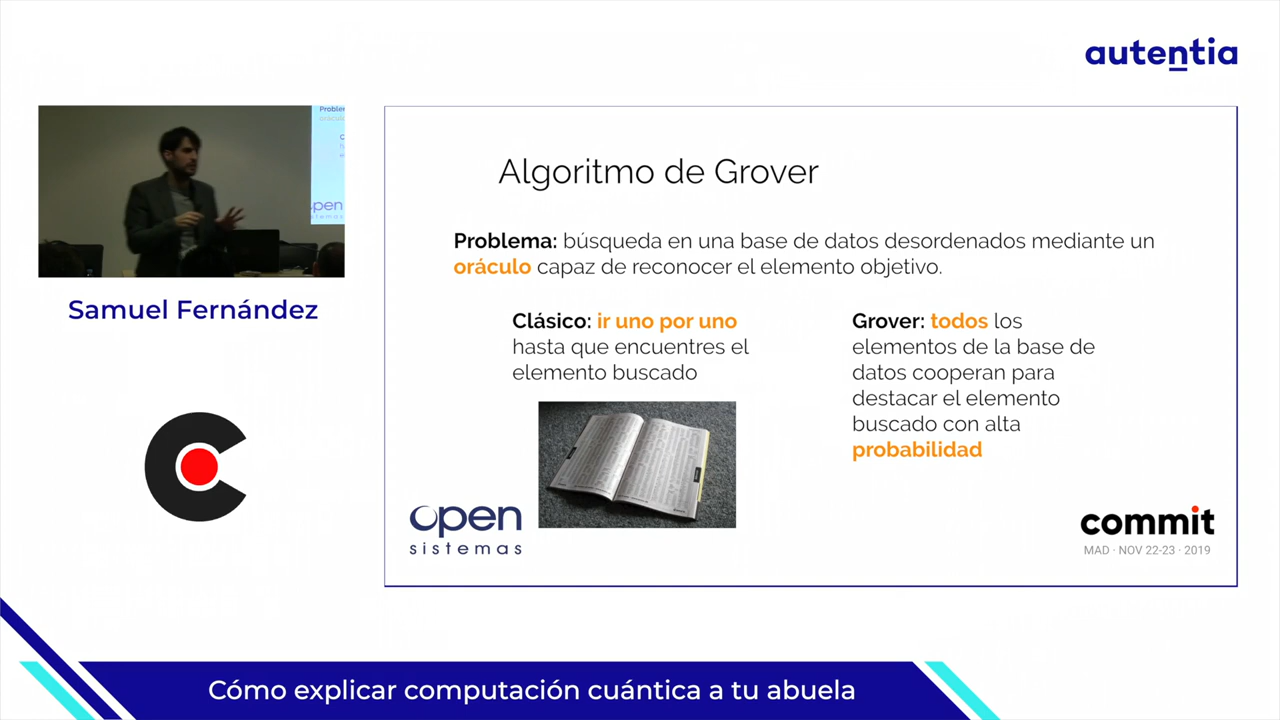 autentia
Samuel Fernández
Algoritmo de Grover
Problema: búsqueda en una base de datos desordenados mediante un
oráculo capaz de reconocer el elemento objetivo.
Clásico: ir uno por uno
hasta que encuentres el
elemento buscado
Grover: todos los
elementos de la base de
datos cooperan para
destacar el elemento
buscado con alta
probabilidad
open
sistemas
commit
MAD · NOV 22-23 · 2019
Cómo explicar computación cuántica a tu abuela